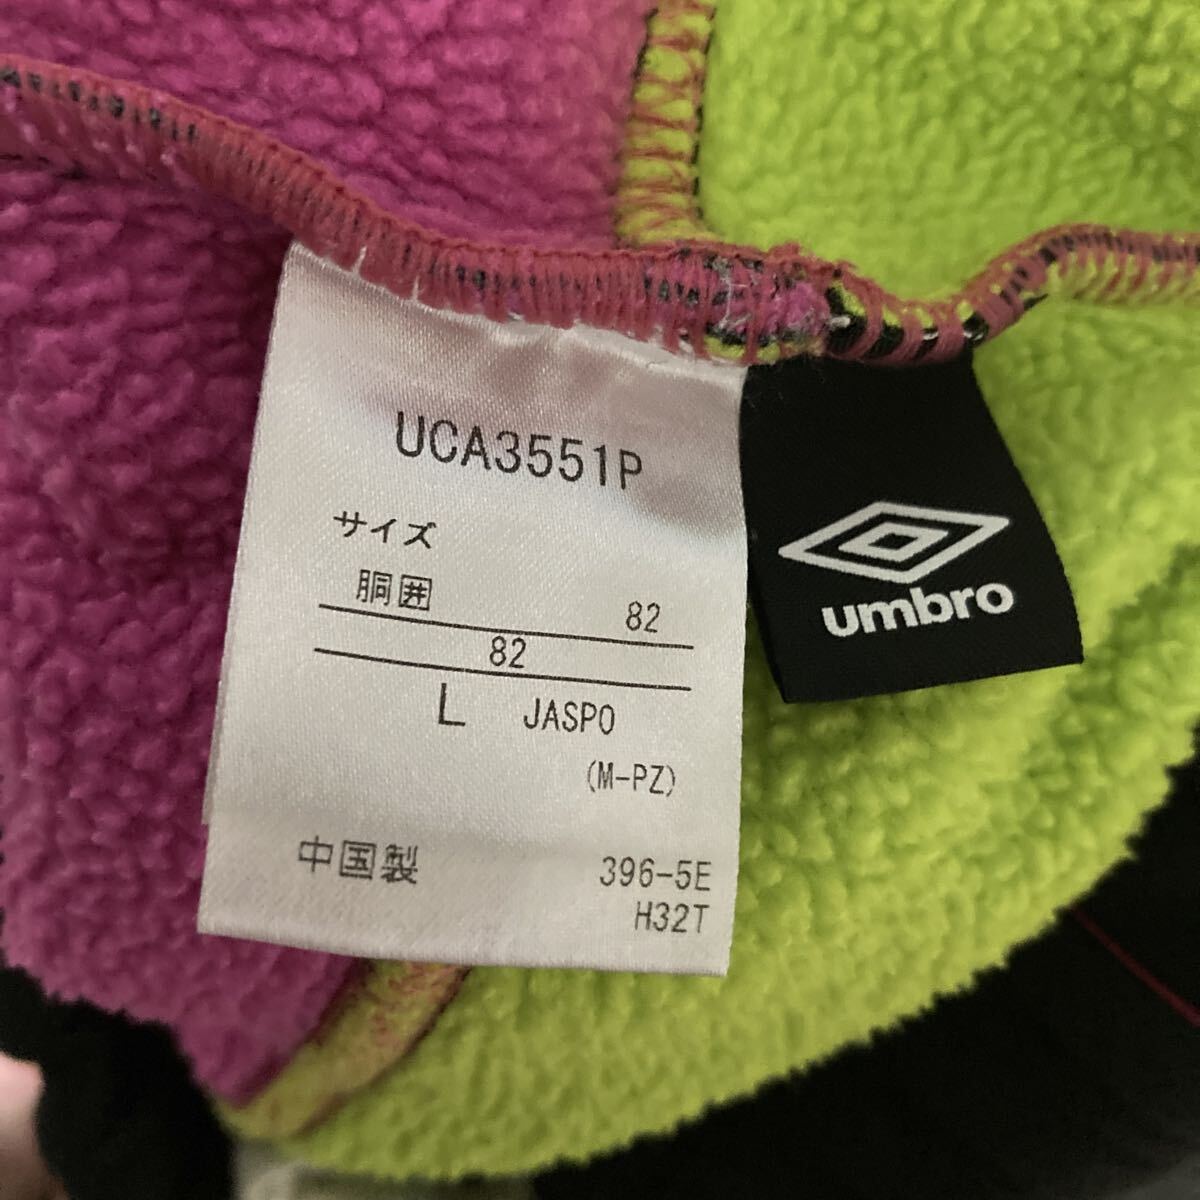 UCA3551P
サイズ
胴囲 82
82
L JASPO
(M-PZ)
中国製 396-5E
H32T
umbro